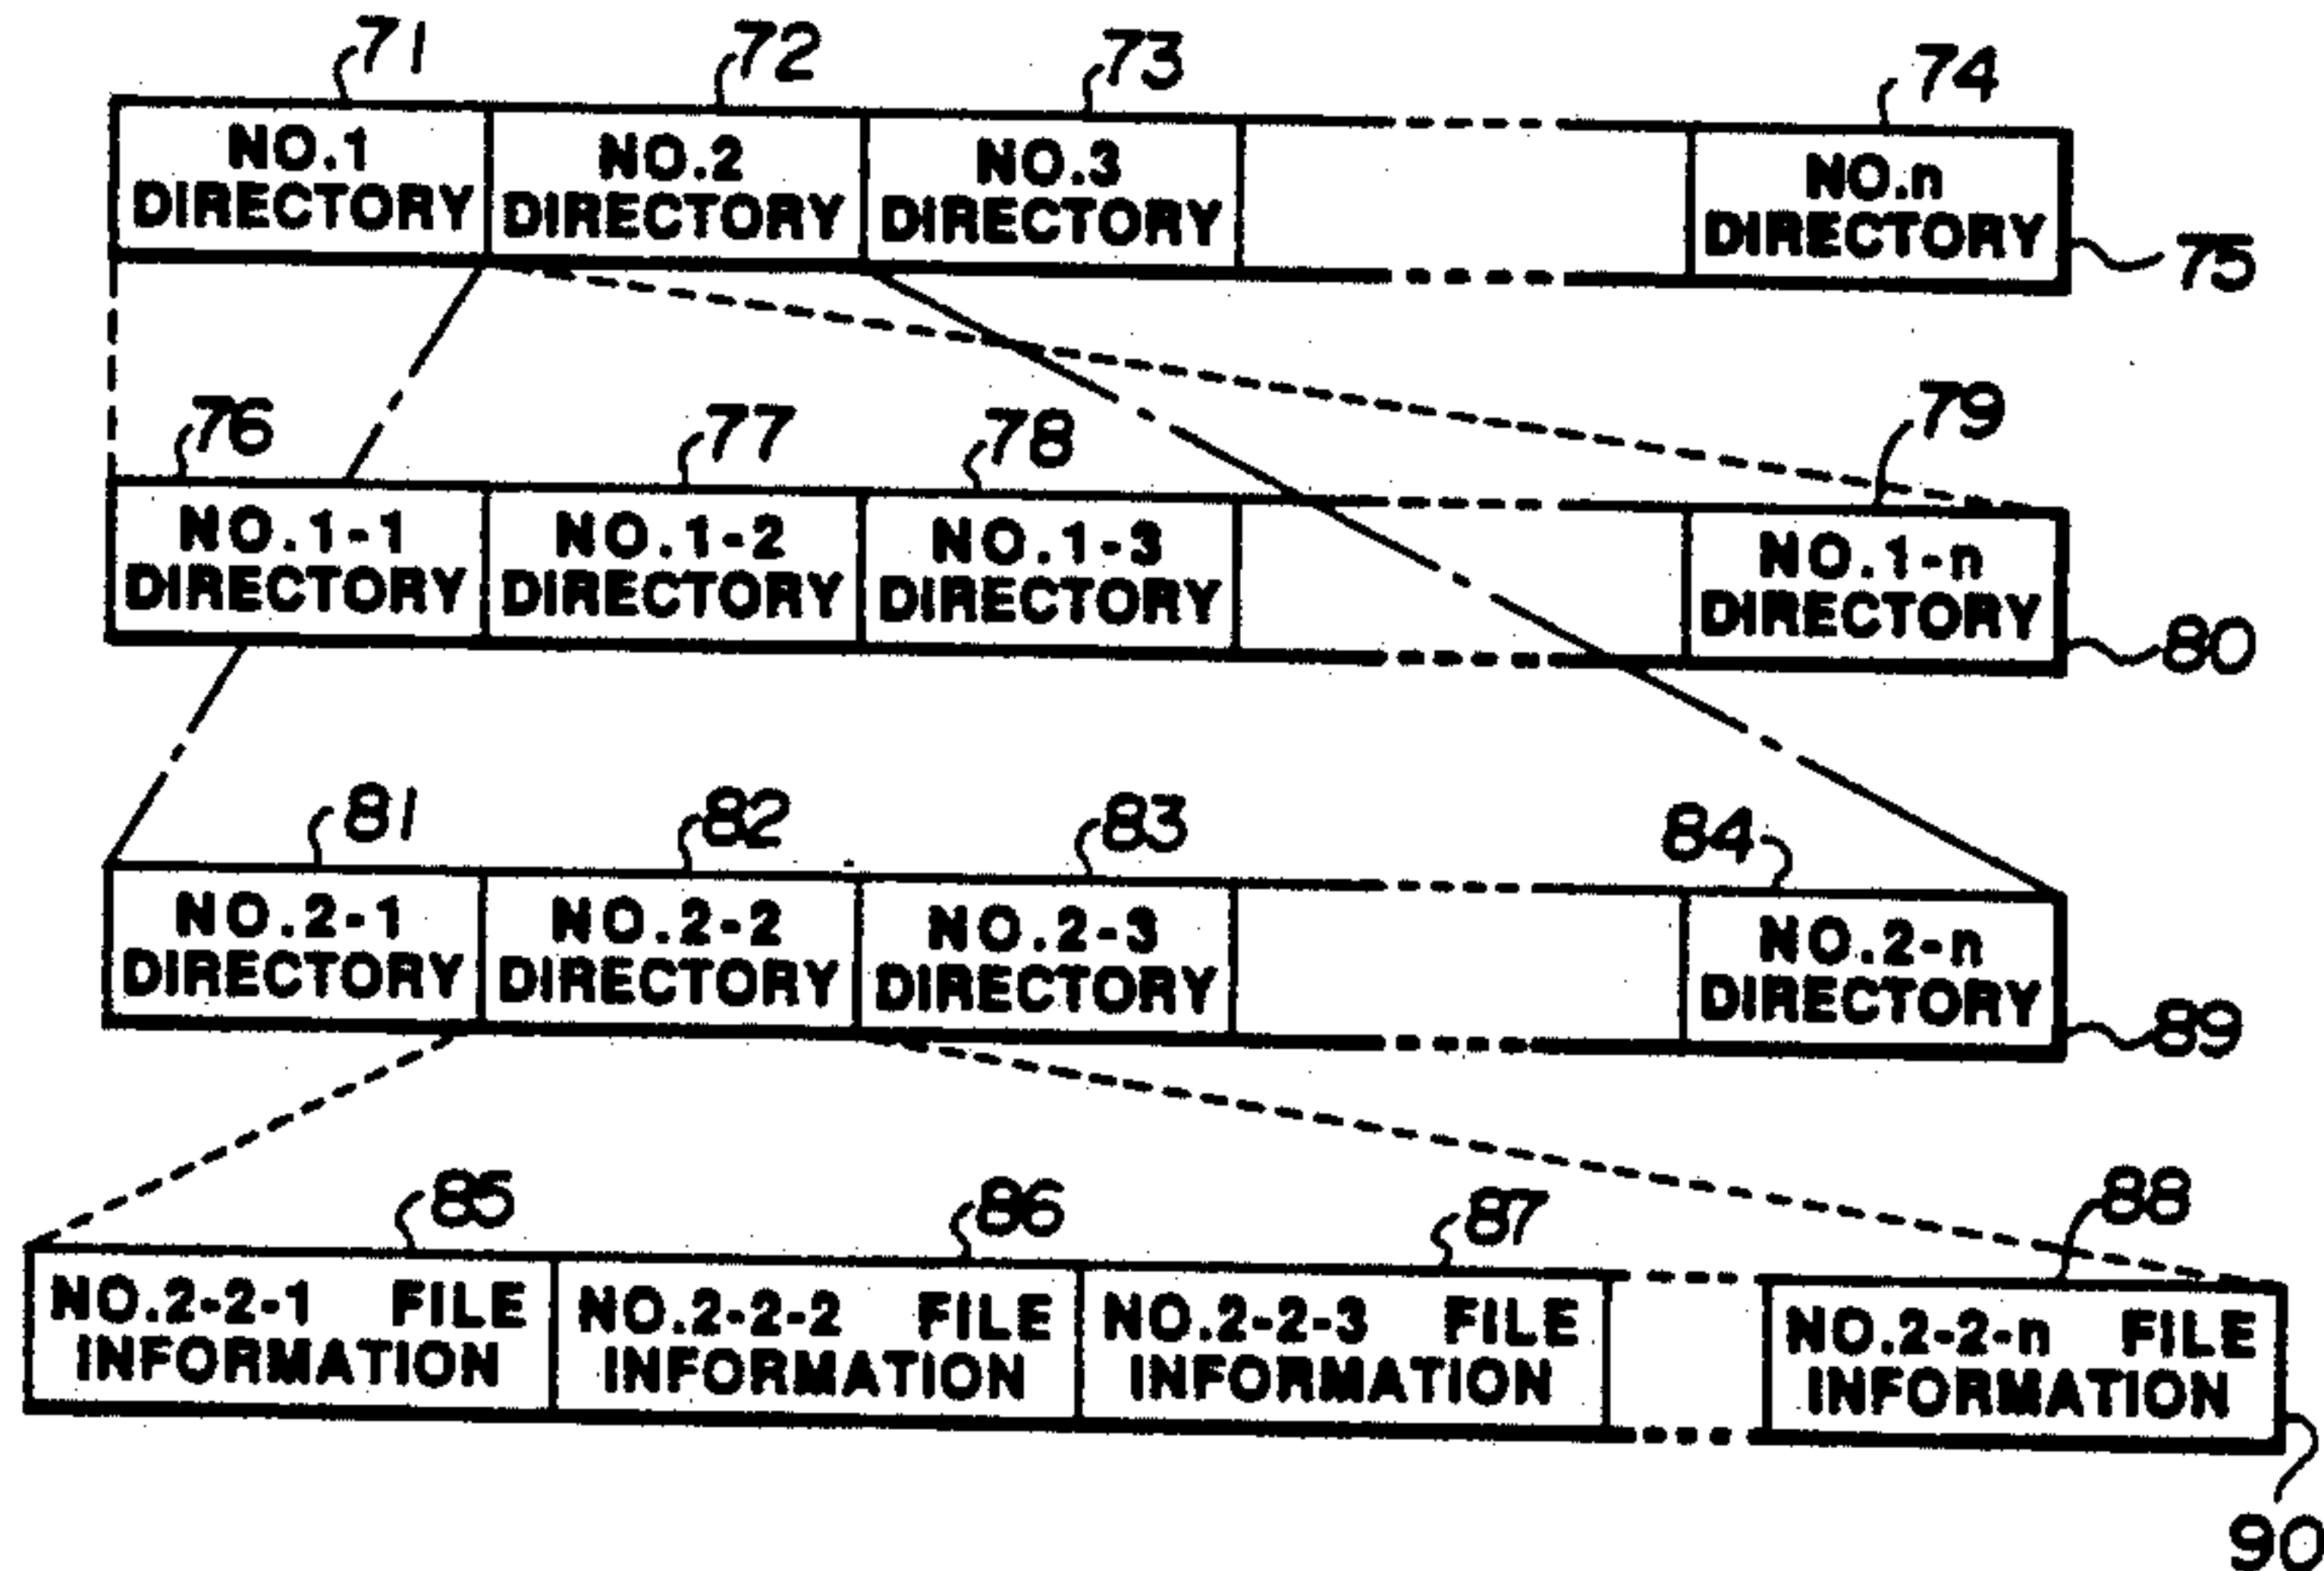 71 72 73 74
NO.1 DIRECTORY
NO.2 DIRECTORY
NO.3 DIRECTORY
NO.n DIRECTORY
75
76 77 78 79
NO.1-1 DIRECTORY
NO.1-2 DIRECTORY
NO.1-3 DIRECTORY
NO.1-n DIRECTORY
80
81 82 83 84
NO.2-1 DIRECTORY
NO.2-2 DIRECTORY
NO.2-3 DIRECTORY
NO.2-n DIRECTORY
89
85 86 87 88
NO.2-2-1 FILE INFORMATION
NO.2-2-2 FILE INFORMATION
NO.2-2-3 FILE INFORMATION
NO.2-2-n FILE INFORMATION
90